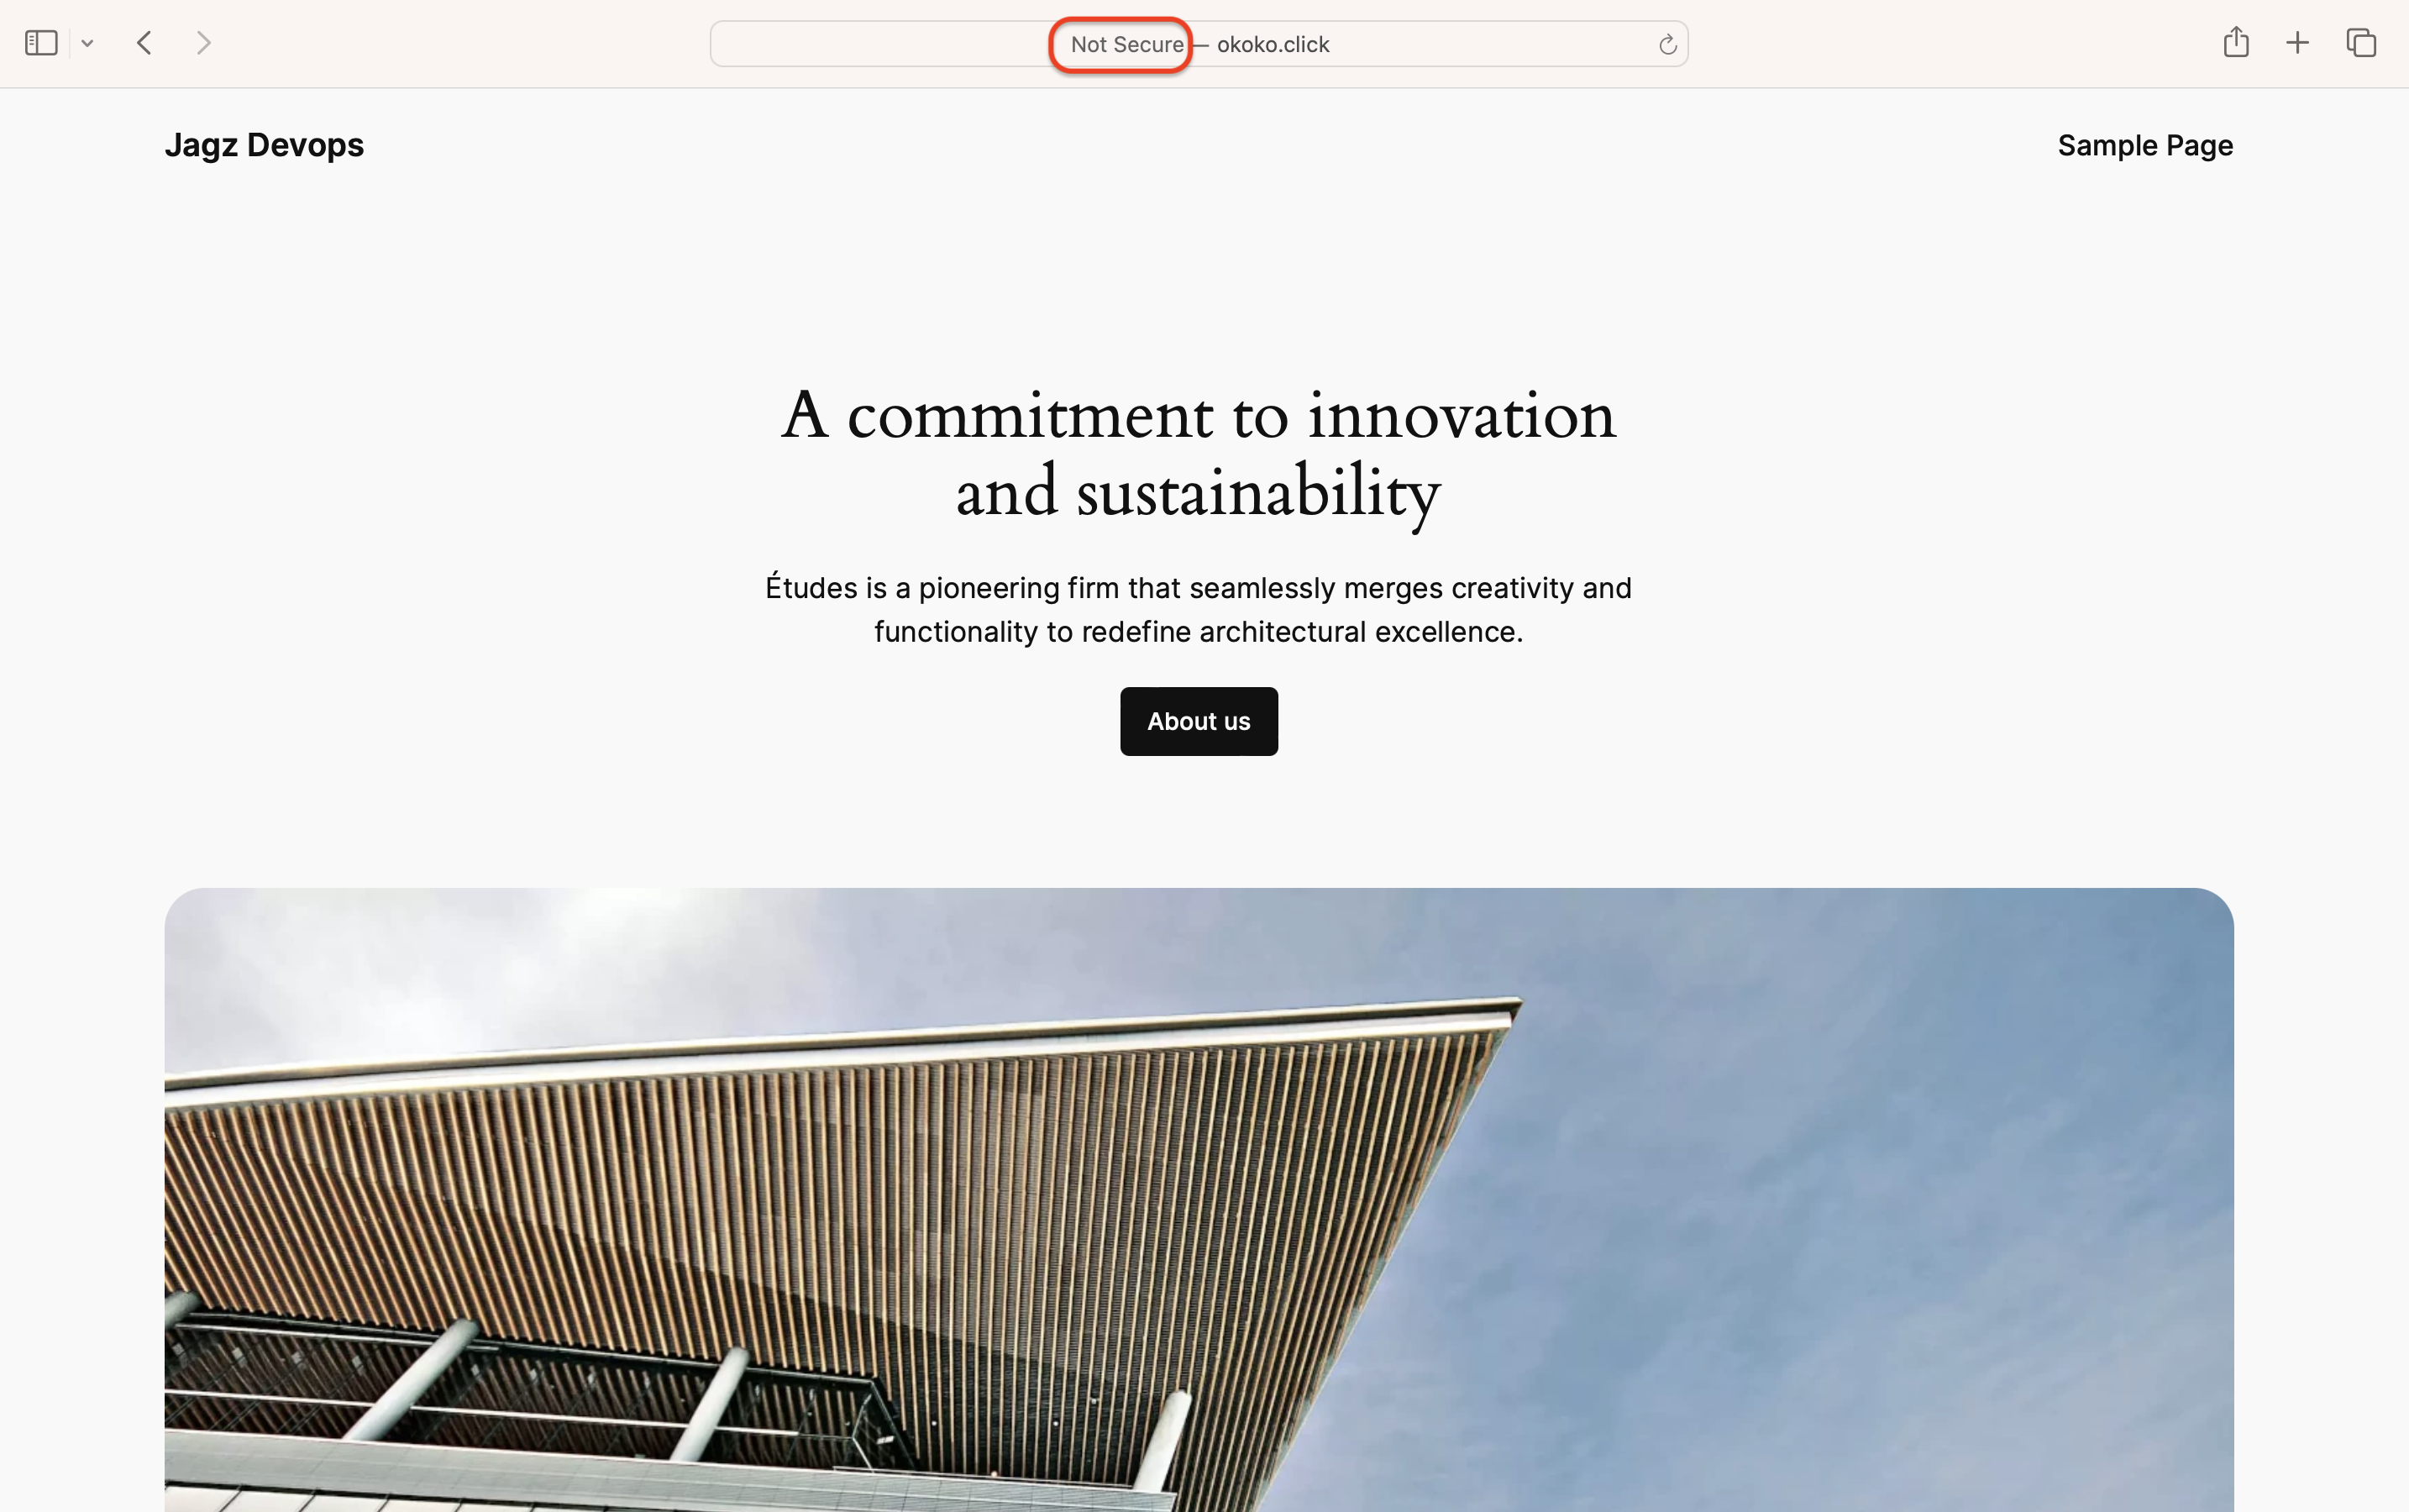 Not Secure — okoko.click
Jagz Devops
Sample Page
A commitment to innovation
and sustainability
Études is a pioneering firm that seamlessly merges creativity and
functionality to redefine architectural excellence.
About us